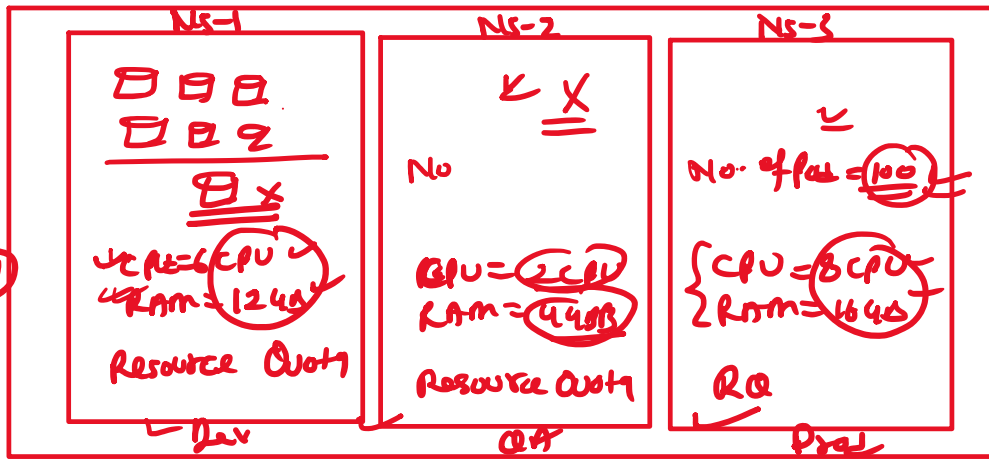 Ns-1
X
CPU=6 CPU
RAM=12 GB
Resource Quota
Dev
Ns-2
X
No
CPU=2 CPU
RAM=4 GB
Resource Quota
QA
Ns-3
No. of Pod=100
CPU=8 CPU
RAM=16 GB
RQ
Prod